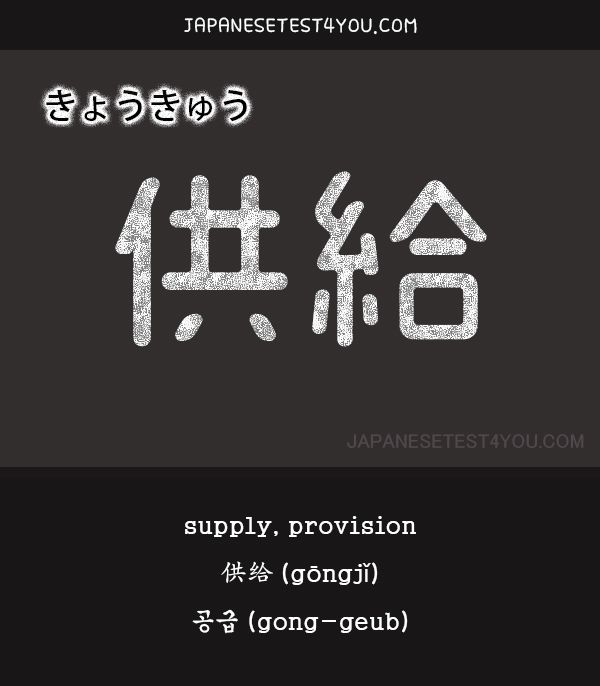 JAPANESETEST4YOU.COM
きょうきゅう
供給
JAPANESETEST4YOU.COM
supply, provision
供给 (gōngjǐ)
공급 (gong-geub)